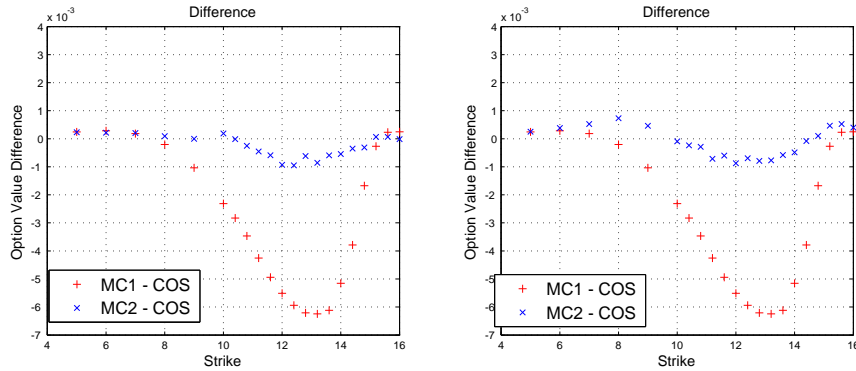 x 10⁻³
Difference
4
3
2
1
0
-1
-2
-3
-4
-5
-6
-7
Option Value Difference
MC1 - COS
MC2 - COS
4 6 8 10 12 14 16
Strike
x 10⁻³
Difference
4
3
2
1
0
-1
-2
-3
-4
-5
-6
-7
Option Value Difference
MC1 - COS
MC2 - COS
4 6 8 10 12 14 16
Strike